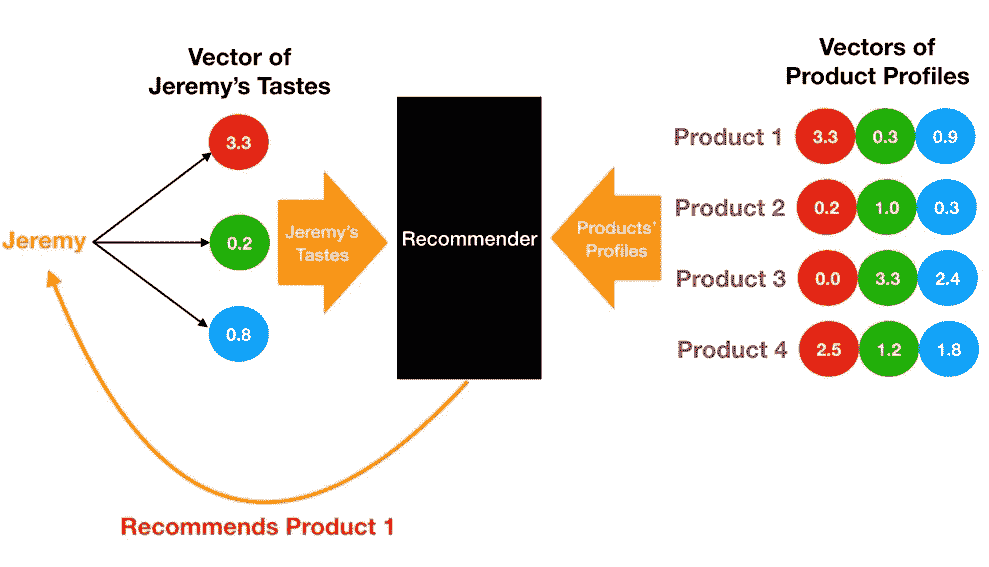 Vector of
Jeremy's Tastes
Vectors of
Product Profiles
3.3
0.2
0.8
Jeremy
Jeremy's
Tastes
Recommender
Products'
Profiles
Product 1 3.3 0.3 0.9
Product 2 0.2 1.0 0.3
Product 3 0.0 3.3 2.4
Product 4 2.5 1.2 1.8
Recommends Product 1